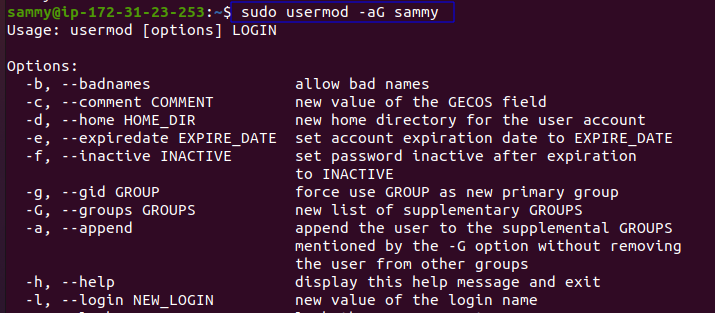 sammy@ip-172-31-23-253:~$ sudo usermod -aG sammy
Usage: usermod [options] LOGIN
Options:
-b, --badnames allow bad names
-c, --comment COMMENT new value of the GECOS field
-d, --home HOME_DIR new home directory for the user account
-e, --expiredate EXPIRE_DATE set account expiration date to EXPIRE_DATE
-f, --inactive INACTIVE set password inactive after expiration
to INACTIVE
-g, --gid GROUP force use GROUP as new primary group
-G, --groups GROUPS new list of supplementary GROUPS
-a, --append append the user to the supplemental GROUPS
mentioned by the -G option without removing
the user from other groups
-h, --help display this help message and exit
-l, --login NEW_LOGIN new value of the login name